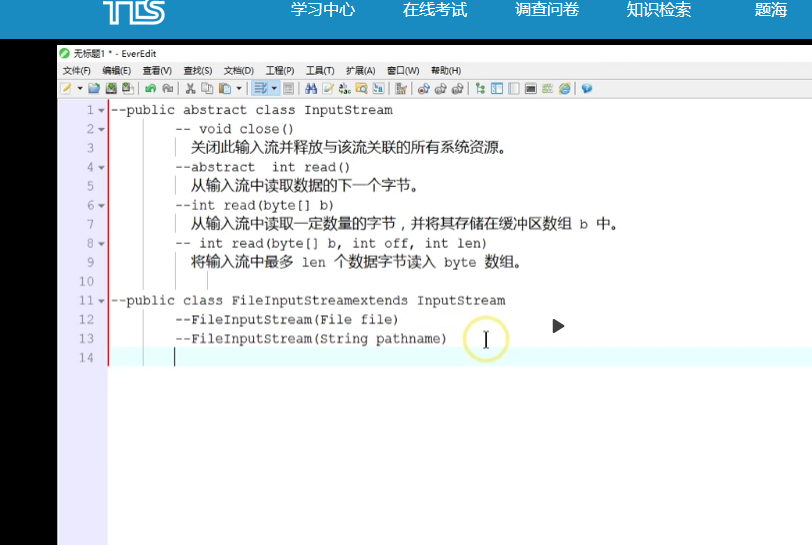 TLS 学习中心 在线考试 调查问卷 知识检索 题海
无标题1 * - EverEdit
文件(F) 编辑(E) 查看(V) 查找(S) 文档(D) 工程(P) 工具(T) 扩展(A) 窗口(W) 帮助(H)
1 --public abstract class InputStream
2 -- void close()
3 关闭此输入流并释放与该流关联的所有系统资源。
4 --abstract  int read()
5 从输入流中读取数据的下一个字节。
6 --int read(byte[] b)
7 从输入流中读取一定数量的字节，并将其存储在缓冲区数组 b 中。
8 -- int read(byte[] b, int off, int len)
9 将输入流中最多 len 个数据字节读入 byte 数组。
10
11 --public class FileInputStreamextends InputStream
12 --FileInputStream(File file)
13 --FileInputStream(String pathname)
14